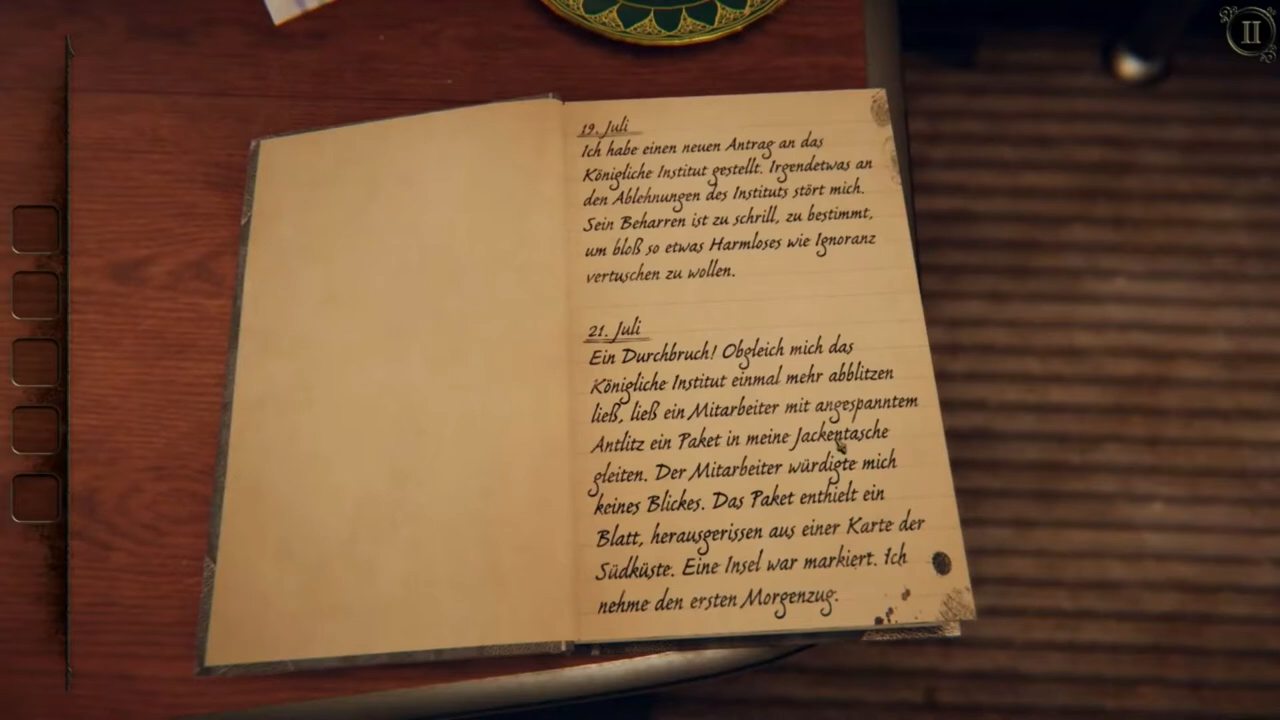 19. Juli
Ich habe einen neuen Antrag an das
Königliche Institut gestellt. Irgendetwas an
den Ablehnungen des Instituts stört mich.
Sein Beharren ist zu schrill, zu bestimmt,
um bloß so etwas Harmloses wie Ignoranz
vertuschen zu wollen.
21. Juli
Ein Durchbruch! Obgleich mich das
Königliche Institut einmal mehr abblitzen
ließ, ließ ein Mitarbeiter mit angespanntem
Antlitz ein Paket in meine Jackentasche
gleiten. Der Mitarbeiter würdigte mich
keines Blickes. Das Paket enthielt ein
Blatt, herausgerissen aus einer Karte der
Südküste. Eine Insel war markiert. Ich
nehme den ersten Morgenzug.